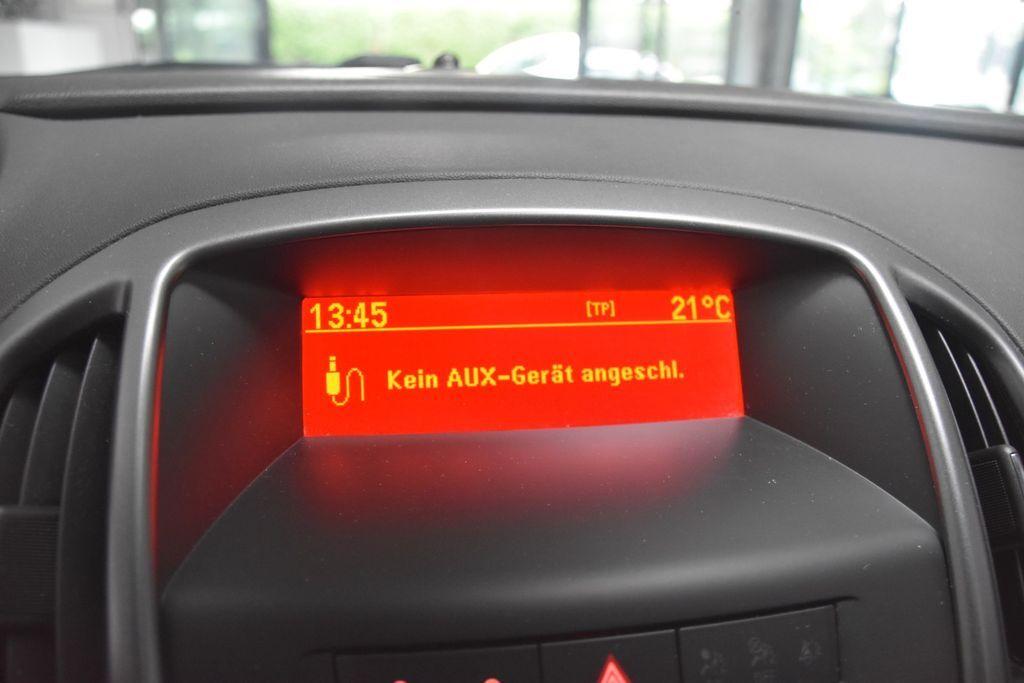 13:45 [TP] 21°C
Kein AUX-Gerät angeschl.